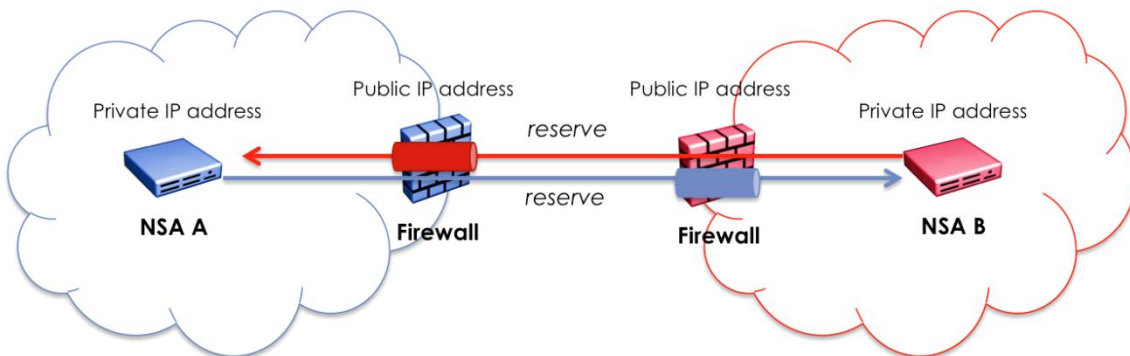 Public IP address
Public IP address
Private IP address
reserve
Private IP address
reserve
NSA A
Firewall
Firewall
NSA B